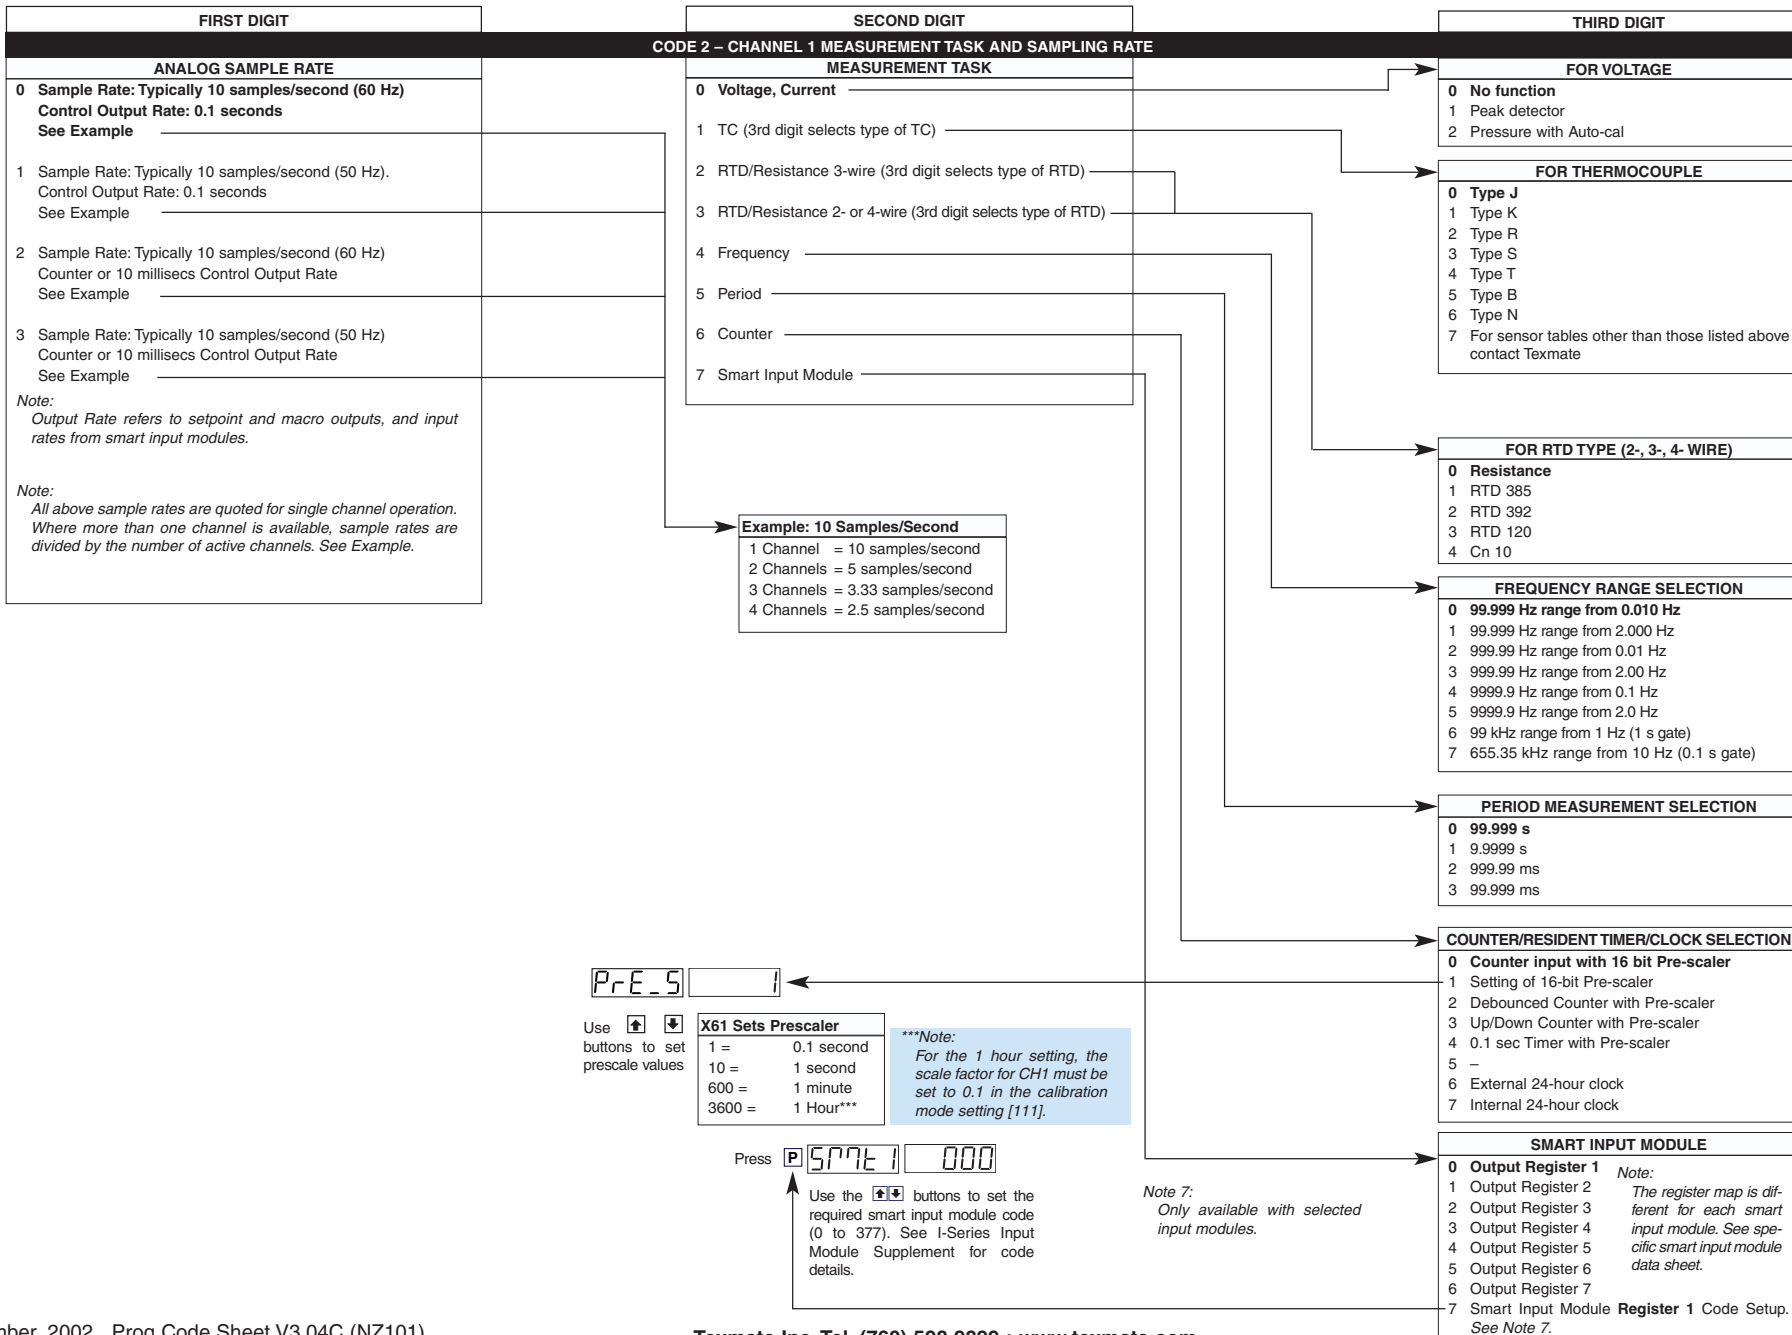 FIRST DIGIT
SECOND DIGIT
THIRD DIGIT
CODE 2 – CHANNEL 1 MEASUREMENT TASK AND SAMPLING RATE
ANALOG SAMPLE RATE
0 Sample Rate: Typically 10 samples/second (60 Hz)
Control Output Rate: 0.1 seconds
See Example
1 Sample Rate: Typically 10 samples/second (50 Hz).
Control Output Rate: 0.1 seconds
See Example
2 Sample Rate: Typically 10 samples/second (60 Hz)
Counter or 10 millisecs Control Output Rate
See Example
3 Sample Rate: Typically 10 samples/second (50 Hz)
Counter or 10 millisecs Control Output Rate
See Example
Note:
Output Rate refers to setpoint and macro outputs, and input
rates from smart input modules.
Note:
All above sample rates are quoted for single channel operation.
Where more than one channel is available, sample rates are
divided by the number of active channels. See Example.
MEASUREMENT TASK
0 Voltage, Current
1 TC (3rd digit selects type of TC)
2 RTD/Resistance 3-wire (3rd digit selects type of RTD)
3 RTD/Resistance 2- or 4-wire (3rd digit selects type of RTD)
4 Frequency
5 Period
6 Counter
7 Smart Input Module
Example: 10 Samples/Second
1 Channel = 10 samples/second
2 Channels = 5 samples/second
3 Channels = 3.33 samples/second
4 Channels = 2.5 samples/second
FOR VOLTAGE
0 No function
1 Peak detector
2 Pressure with Auto-cal
FOR THERMOCOUPLE
0 Type J
1 Type K
2 Type R
3 Type S
4 Type T
5 Type B
6 Type N
7 For sensor tables other than those listed above
contact Texmate
FOR RTD TYPE (2-, 3-, 4- WIRE)
0 Resistance
1 RTD 385
2 RTD 392
3 RTD 120
4 Cn 10
FREQUENCY RANGE SELECTION
0 99.999 Hz range from 0.010 Hz
1 99.999 Hz range from 2.000 Hz
2 999.99 Hz range from 0.01 Hz
3 999.99 Hz range from 2.00 Hz
4 9999.9 Hz range from 0.1 Hz
5 9999.9 Hz range from 2.0 Hz
6 99 kHz range from 1 Hz (1 s gate)
7 655.35 kHz range from 10 Hz (0.1 s gate)
PERIOD MEASUREMENT SELECTION
0 99.999 s
1 9.9999 s
2 999.99 ms
3 99.999 ms
COUNTER/RESIDENT TIMER/CLOCK SELECTION
0 Counter input with 16 bit Pre-scaler
1 Setting of 16-bit Pre-scaler
2 Debounced Counter with Pre-scaler
3 Up/Down Counter with Pre-scaler
4 0.1 sec Timer with Pre-scaler
5 –
6 External 24-hour clock
7 Internal 24-hour clock
PrE_S 1
Use
buttons to set
prescale values
X61 Sets Prescaler
1 = 0.1 second
10 = 1 second
600 = 1 minute
3600 = 1 Hour***
***Note:
For the 1 hour setting, the
scale factor for CH1 must be
set to 0.1 in the calibration
mode setting [111].
Press P SMt1 000
Use the buttons to set the
required smart input module code
(0 to 377). See I-Series Input
Module Supplement for code
details.
Note 7:
Only available with selected
input modules.
SMART INPUT MODULE
0 Output Register 1
1 Output Register 2
2 Output Register 3
3 Output Register 4
4 Output Register 5
5 Output Register 6
6 Output Register 7
7 Smart Input Module Register 1 Code Setup.
See Note 7.
Note:
The register map is dif-
ferent for each smart
input module. See spe-
cific smart input module
data sheet.
mber, 2002 Prog Code Sheet V3.04C (NZ101)